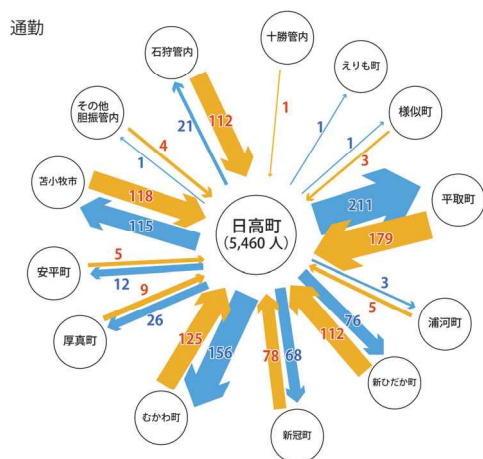 通勤
石狩管内
十勝管内
えりも町
様似町
その他
胆振管内
苫小牧市
平取町
安平町
厚真町
浦河町
むかわ町
新冠町
新ひだか町
日高町
(5,460 人)
21
112
1
1
1
3
4
1
118
115
211
179
5
12
9
26
3
5
125
156
78
68
112
76